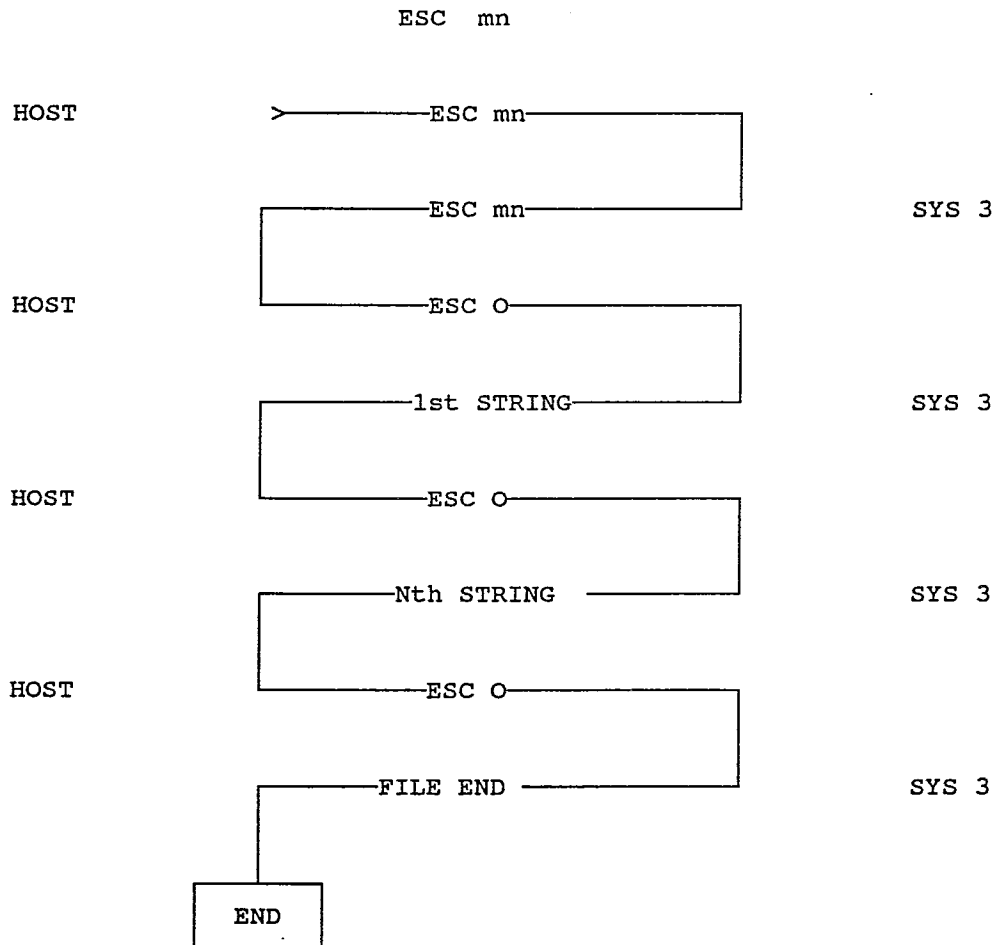 ESC mn
HOST > ESC mn
ESC mn SYS 3
HOST ESC O
1st STRING SYS 3
HOST ESC O
Nth STRING SYS 3
HOST ESC O
FILE END SYS 3
END